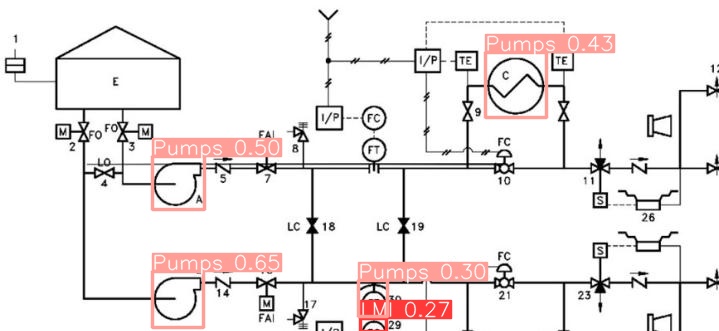 1
E
M
2
FO
FO
3
M
LO
4
Pumps 0.50
A
5
FAI
7
8
I/P
FC
FT
I/P
TE
Pumps 0.43
C
TE
9
FC
10
11
S
26
12
LC
18
LC
19
Pumps 0.65
14
M
FAI
17
Pumps 0.30
LMI 0.27
29
I/P
FC
21
23
S